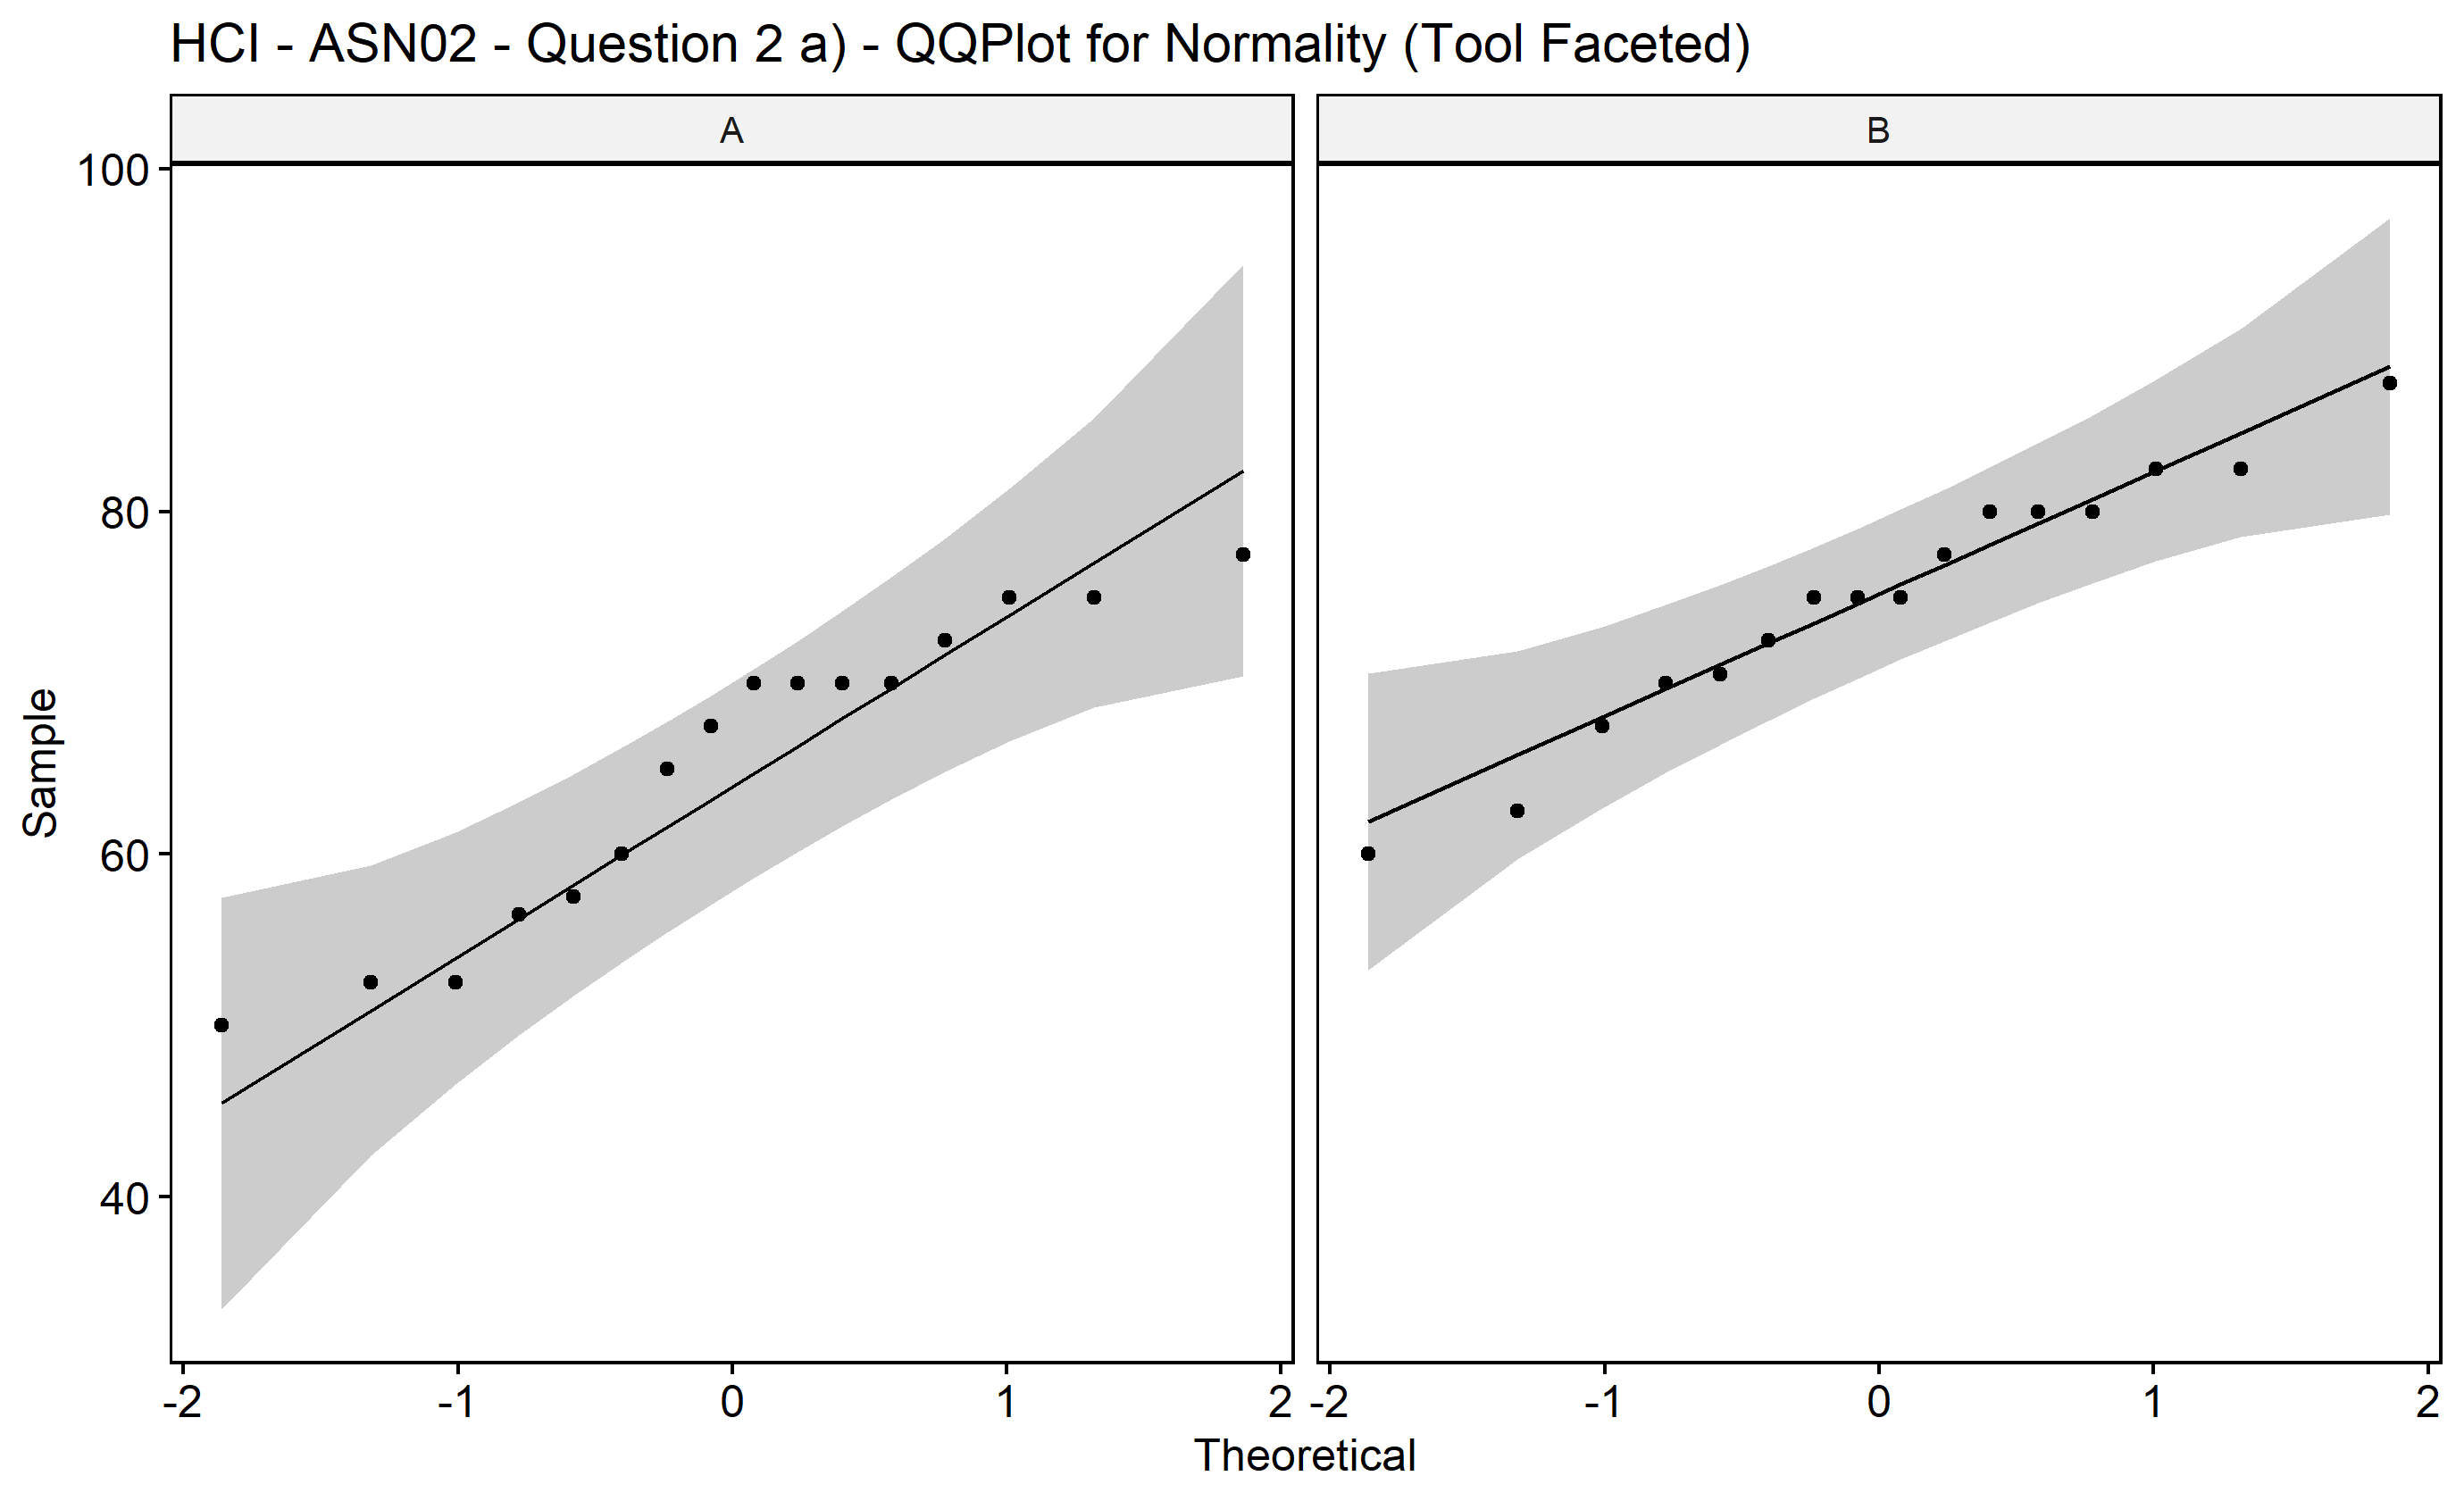 HCI - ASN02 - Question 2 a) - QQPlot for Normality (Tool Faceted)
A
B
100
80
60
40
Sample
-2 -1 0 1 2
-2 -1 0 1 2
Theoretical